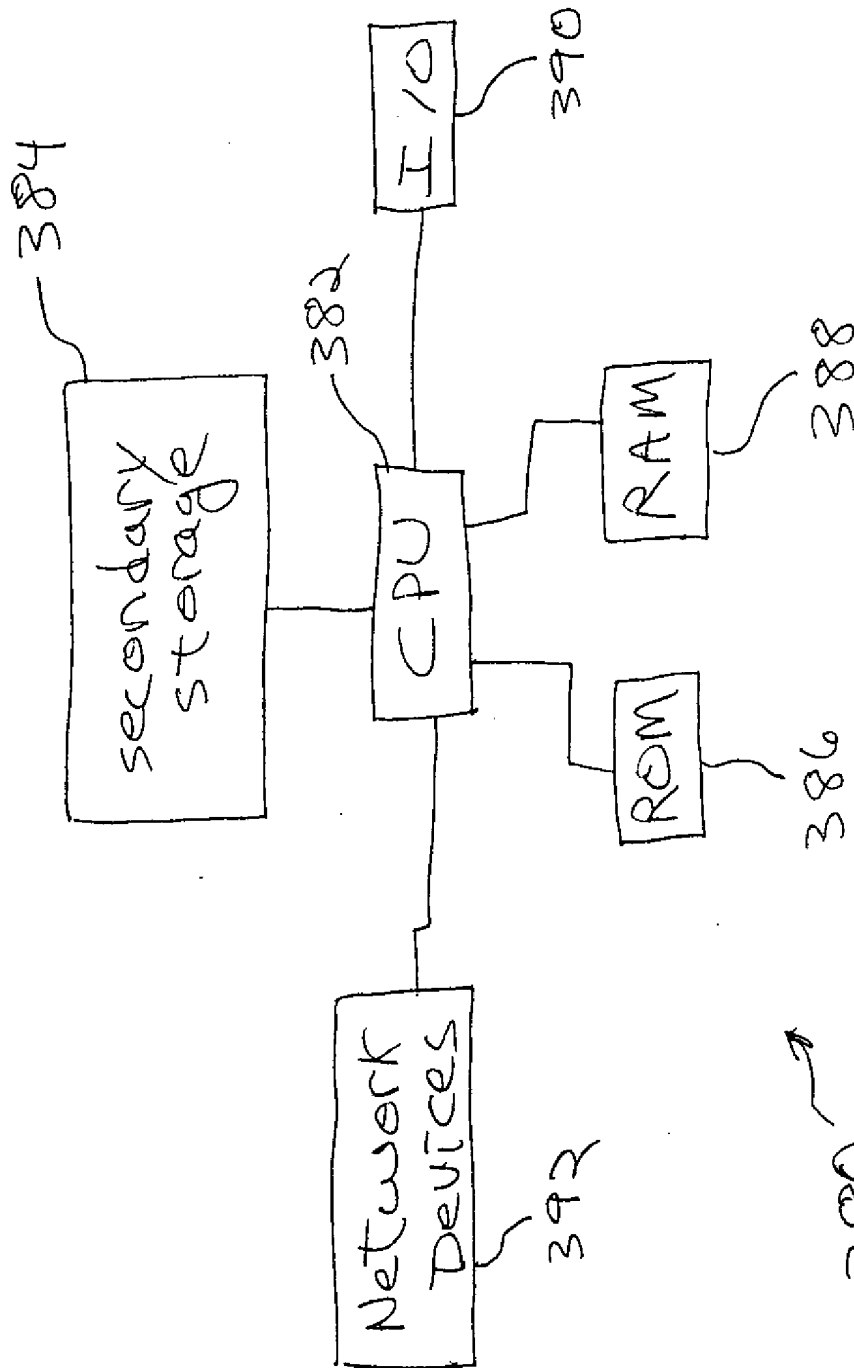 384
secondary
storage
382
CPU
I/O
390
Network
Devices
392
ROM
386
RAM
388